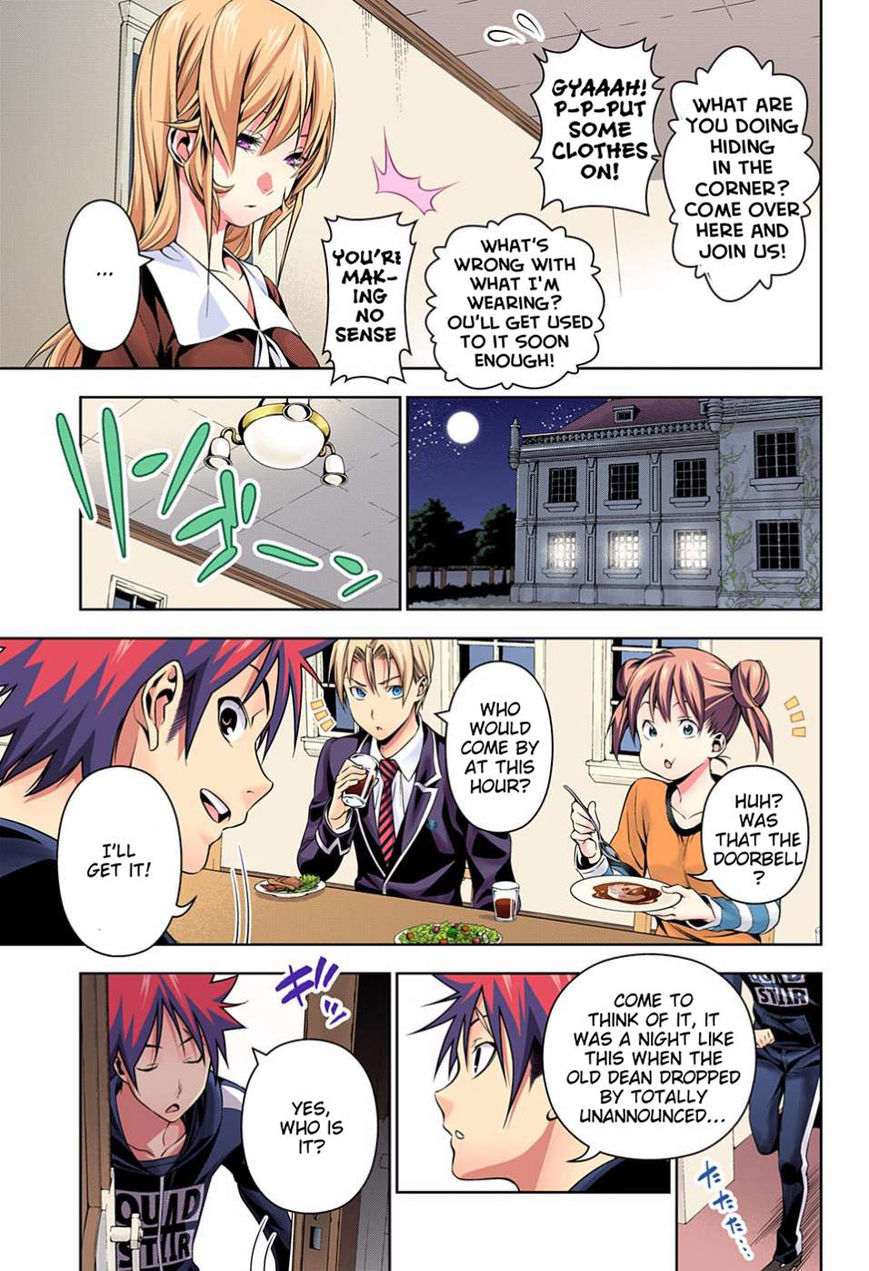 WHAT ARE
YOU DOING
HIDING
IN THE
CORNER?
COME OVER
HERE AND
JOIN US!
GYAAAH!
P-P-PUT
SOME
CLOTHES
ON!
WHAT'S
WRONG WITH
WHAT I'M
WEARING?
OU'LL GET USED
TO IT SOON
ENOUGH!
YOU'RE
MAK-
ING
NO
SENSE
...
リンゴーン
HUH?
WAS
THAT THE
DOORBELL
?
WHO
WOULD
COME BY
AT THIS
HOUR?
I'LL
GET IT!
QUAD
STAIR
たたた…
COME TO
THINK OF IT, IT
WAS A NIGHT LIKE
THIS WHEN THE
OLD DEAN DROPPED
BY TOTALLY
UNANNOUNCED...
ギィッ
YES,
WHO IS
IT?
QUAD
STAIR